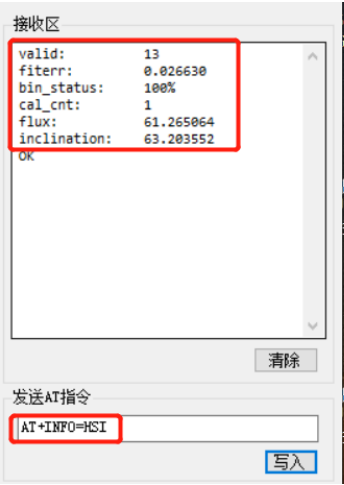 接收区
valid: 13
fiterr: 0.026630
bin_status: 100%
cal_cnt: 1
flux: 61.265064
inclination: 63.203552
OK
清除
发送AT指令
AT+INFO=HSI
写入